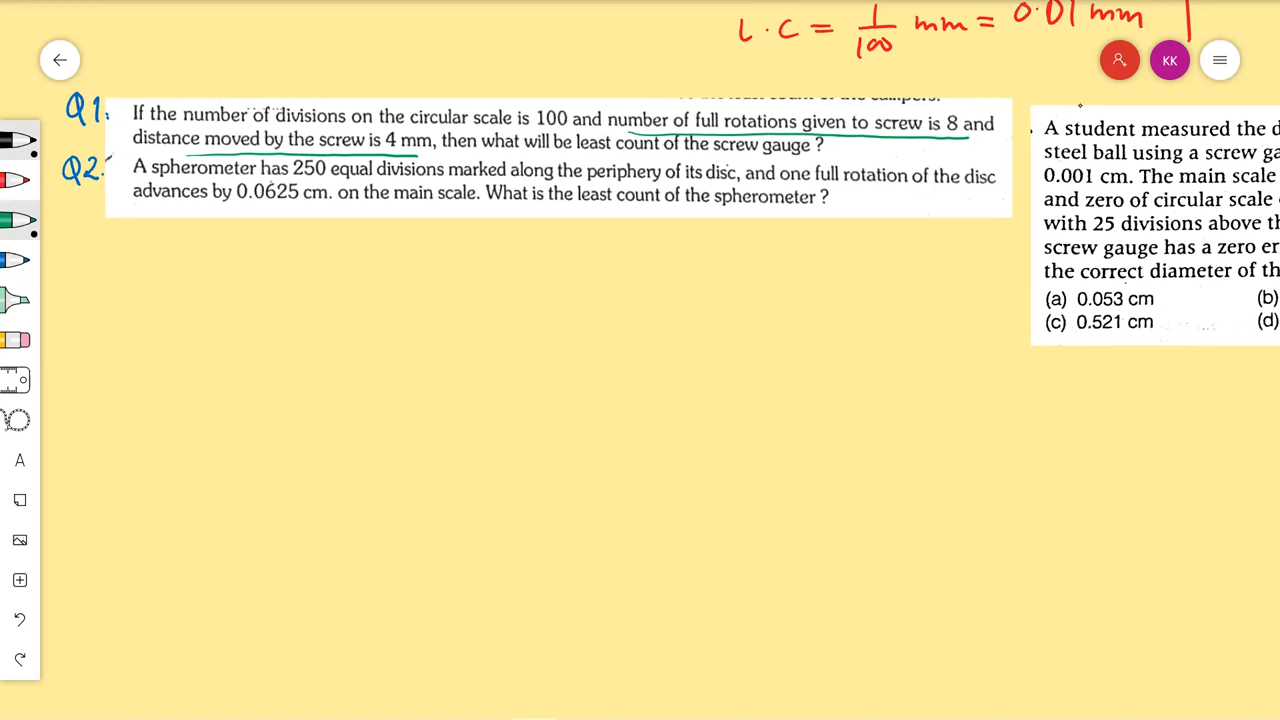 L.C = 1/100 mm = 0.01 mm
KK
Q1.
If the number of divisions on the circular scale is 100 and number of full rotations given to screw is 8 and
distance moved by the screw is 4 mm, then what will be least count of the screw gauge ?
Q2.
A spherometer has 250 equal divisions marked along the periphery of its disc, and one full rotation of the disc
advances by 0.0625 cm. on the main scale. What is the least count of the spherometer ?
A student measured the d
steel ball using a screw ga
0.001 cm. The main scale
and zero of circular scale
with 25 divisions above th
screw gauge has a zero er
the correct diameter of th
(a) 0.053 cm (b)
(c) 0.521 cm (d)
A